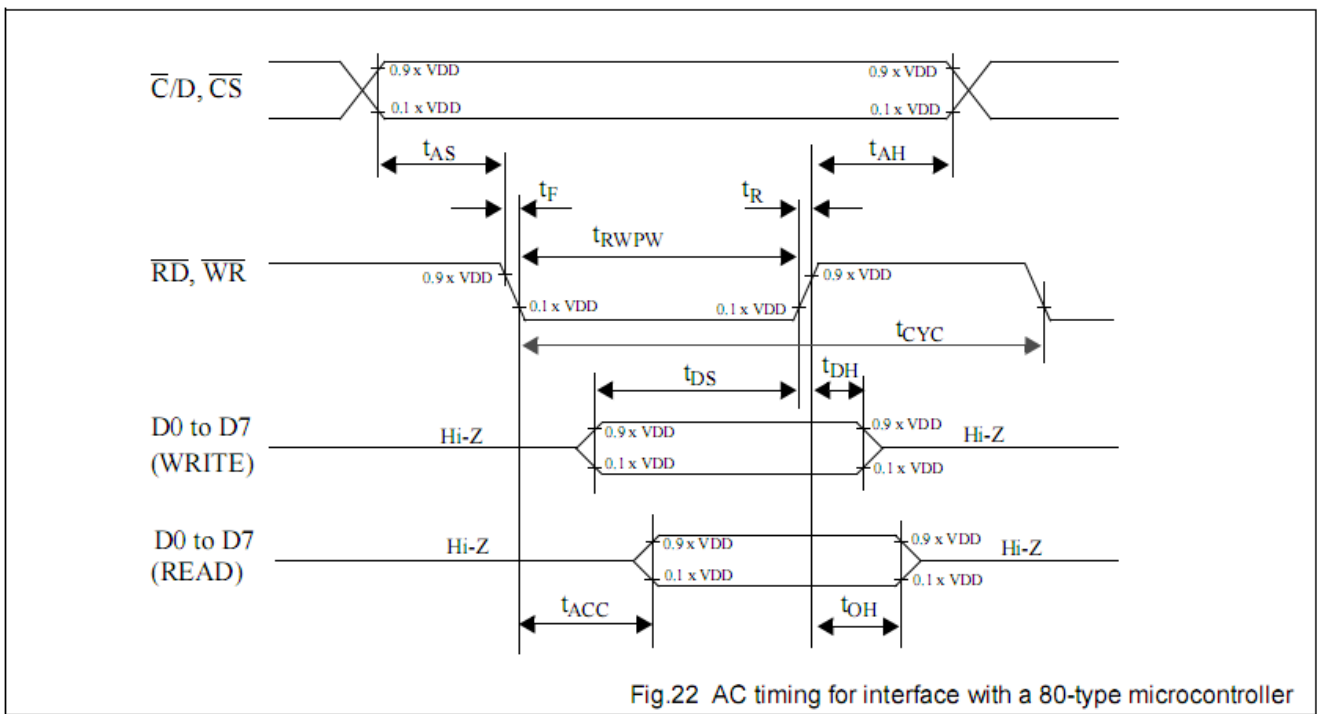 C̅/D, C̅S̅
0.9 x VDD
0.9 x VDD
0.1 x VDD
0.1 x VDD
tAS
tAH
tF
tR
tRWPW
R̅D̅, W̅R̅
0.9 x VDD
0.9 x VDD
0.1 x VDD
0.1 x VDD
tCYC
tDS
tDH
D0 to D7
(WRITE)
Hi-Z
0.9 x VDD
0.9 x VDD
Hi-Z
0.1 x VDD
0.1 x VDD
D0 to D7
(READ)
Hi-Z
0.9 x VDD
0.9 x VDD
Hi-Z
0.1 x VDD
0.1 x VDD
tACC
tOH
Fig.22 AC timing for interface with a 80-type microcontroller